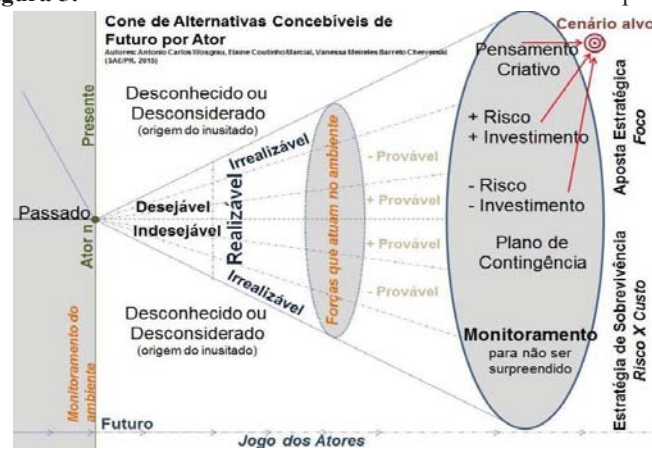 Cone de Alternativas Concebíveis de
Futuro por Ator
Autores: Antonio Carlos Wosgrau, Elaine Coutinho Marcial, Vanessa Meireles Barreto Chervenski
(SAE/PR, 2015)
Cenário alvo
Pensamento
Criativo
Desconhecido ou
Desconsiderado
(origem do inusitado)
Presente
Irrealizável
+ Risco
+ Investimento
Aposta Estratégica
Foco
- Provável
- Risco
- Investimento
Passado
Desejável
+ Provável
Realizável
Forças que atuam no ambiente
Ator n
Indesejável
+ Provável
Plano de
Contingência
Irrealizável
- Provável
Desconhecido ou
Desconsiderado
(origem do inusitado)
Monitoramento
para não ser
surpreendido
Estratégia de Sobrevivência
Risco X Custo
Monitoramento do
ambiente
Futuro
Jogo dos Atores